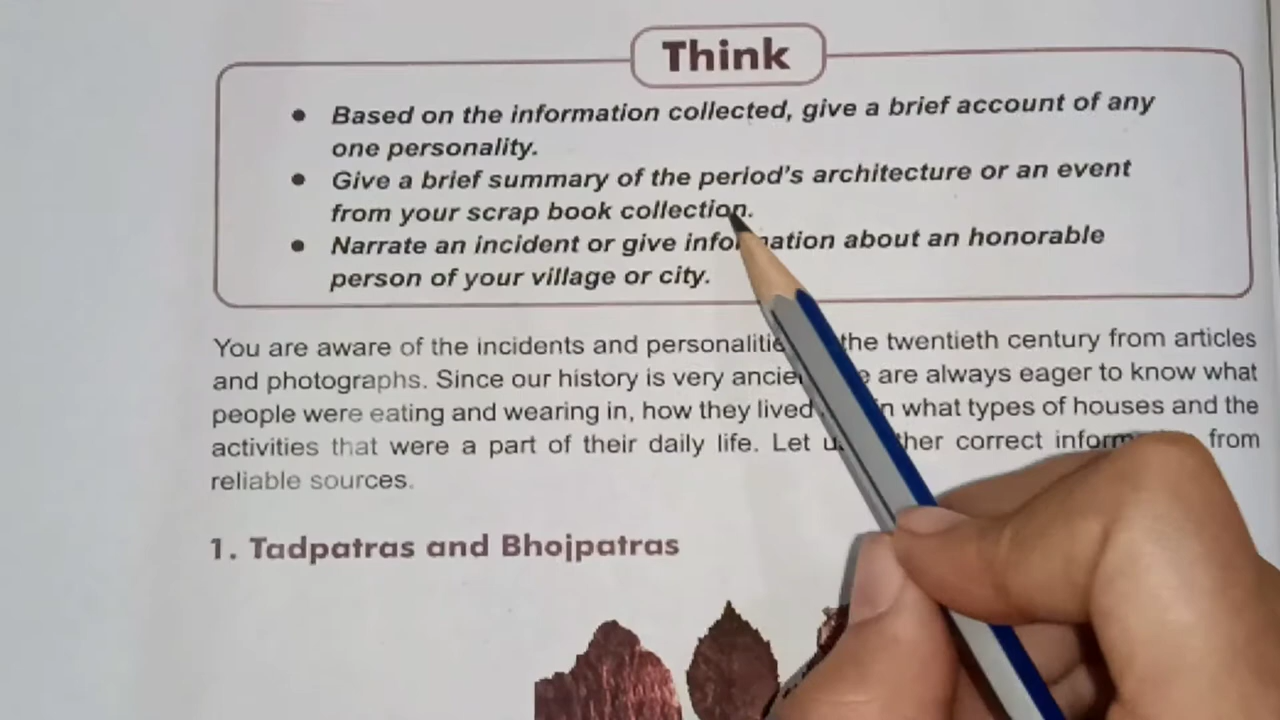 Think
• Based on the information collected, give a brief account of any
one personality.
• Give a brief summary of the period's architecture or an event
from your scrap book collection.
• Narrate an incident or give information about an honorable
person of your village or city.
You are aware of the incidents and personalities the twentieth century from articles
and photographs. Since our history is very ancient are always eager to know what
people were eating and wearing in, how they lived in what types of houses and the
activities that were a part of their daily life. Let correct information from
reliable sources.
1. Tadpatras and Bhojpatras